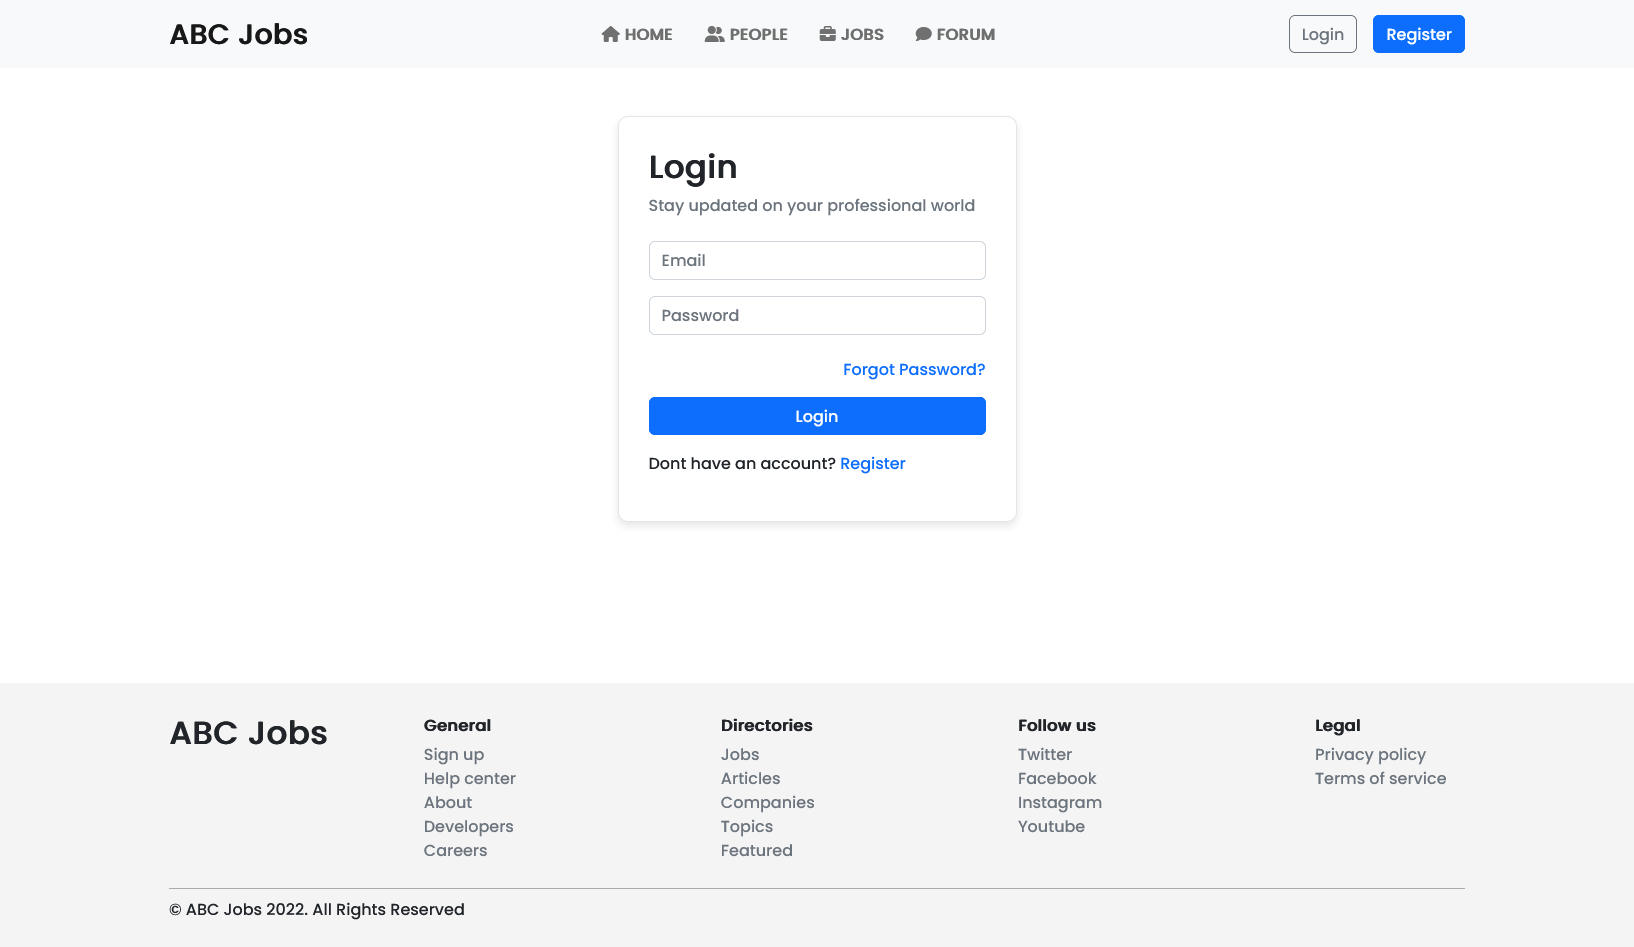 ABC Jobs
HOME
PEOPLE
JOBS
FORUM
Login
Register
Login
Stay updated on your professional world
Email
Password
Forgot Password?
Login
Dont have an account? Register
ABC Jobs
General
Sign up
Help center
About
Developers
Careers
Directories
Jobs
Articles
Companies
Topics
Featured
Follow us
Twitter
Facebook
Instagram
Youtube
Legal
Privacy policy
Terms of service
© ABC Jobs 2022. All Rights Reserved